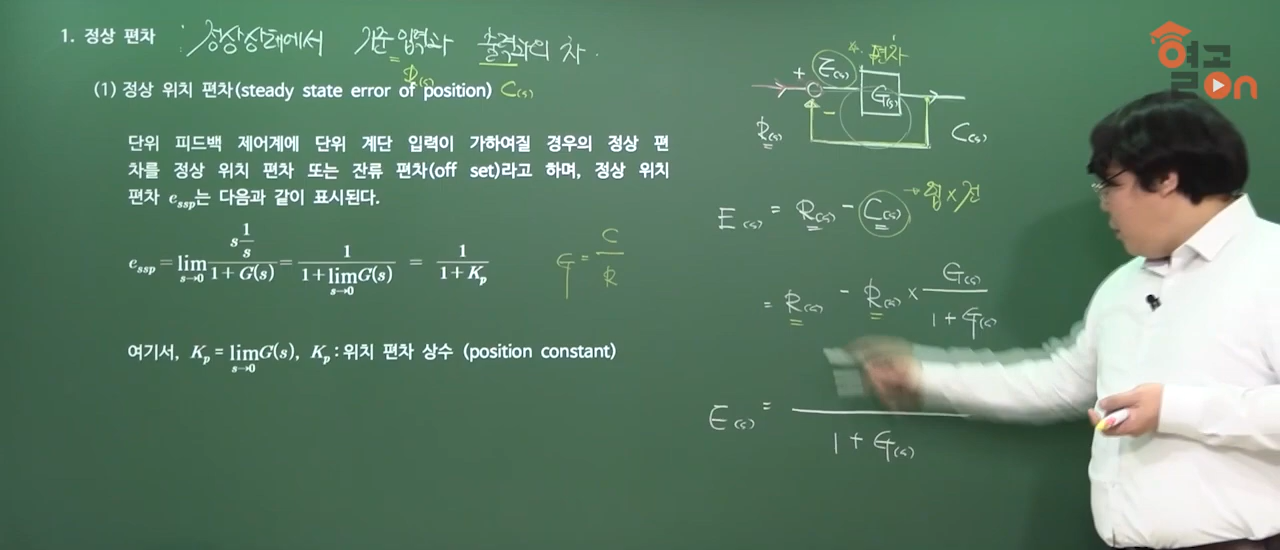 1. 정상 편차 : 정상상태에서 기준입력과 출력과의 차.
R(s)
(1) 정상 위치 편차(steady state error of position) C(s)
단위 피드백 제어계에 단위 계단 입력이 가하여질 경우의 정상 편
차를 정상 위치 편차 또는 잔류 편차(off set)라고 하며, 정상 위치
편차 e_ssp는 다음과 같이 표시된다.
e_ssp = lim_{s→0} (s 1/s)/(1+G(s)) = 1/(1+lim_{s→0} G(s)) = 1/(1+K_p)
G = C/R
여기서, K_p = lim_{s→0} G(s), K_p : 위치 편차 상수 (position constant)
* 편차
+ E(s) G(s)
-
R(s) C(s)
E(s) = R(s) - C(s) → 입×전
= R(s) - R(s) × G(s)/(1+G(s))
E(s) = 1+G(s)
열공
ON